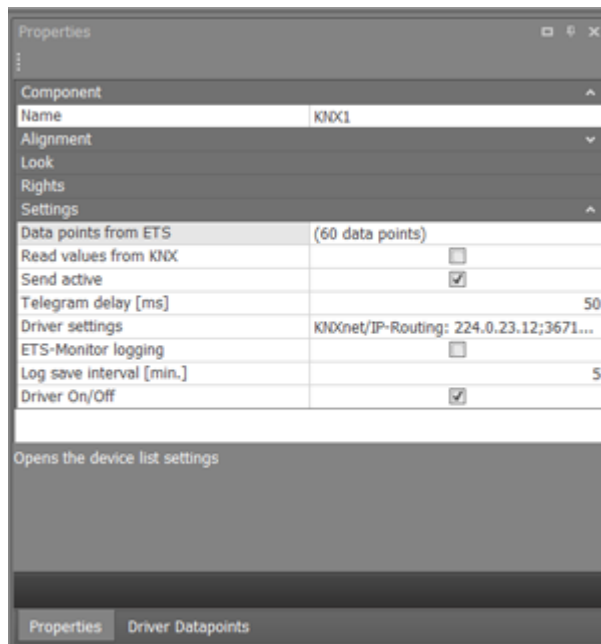 Properties
Component
Name KNX1
Alignment
Look
Rights
Settings
Data points from ETS (60 data points)
Read values from KNX
Send active
Telegram delay [ms] 50
Driver settings KNXnet/IP-Routing: 224.0.23.12;3671...
ETS-Monitor logging
Log save interval [min.] 5
Driver On/Off
Opens the device list settings
Properties Driver Datapoints